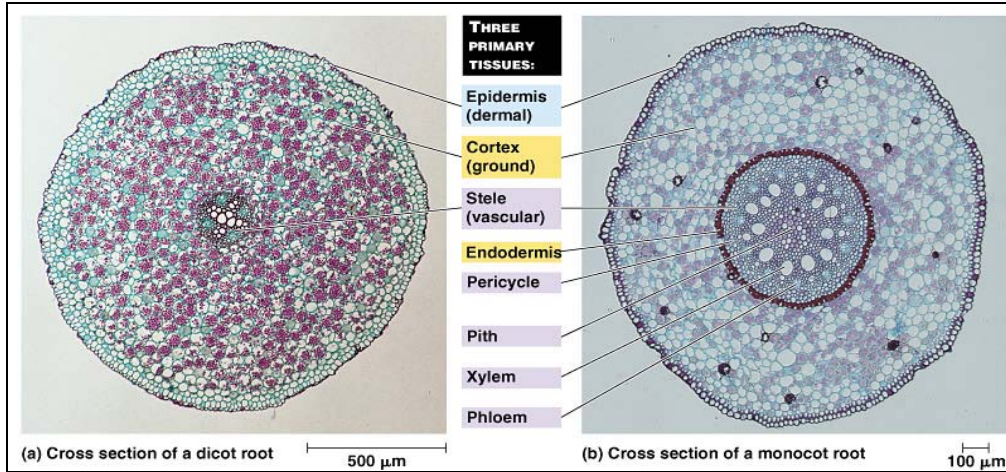 THREE
PRIMARY
TISSUES:
Epidermis
(dermal)
Cortex
(ground)
Stele
(vascular)
Endodermis
Pericycle
Pith
Xylem
Phloem
(a) Cross section of a dicot root
500 μm
(b) Cross section of a monocot root
100 μm